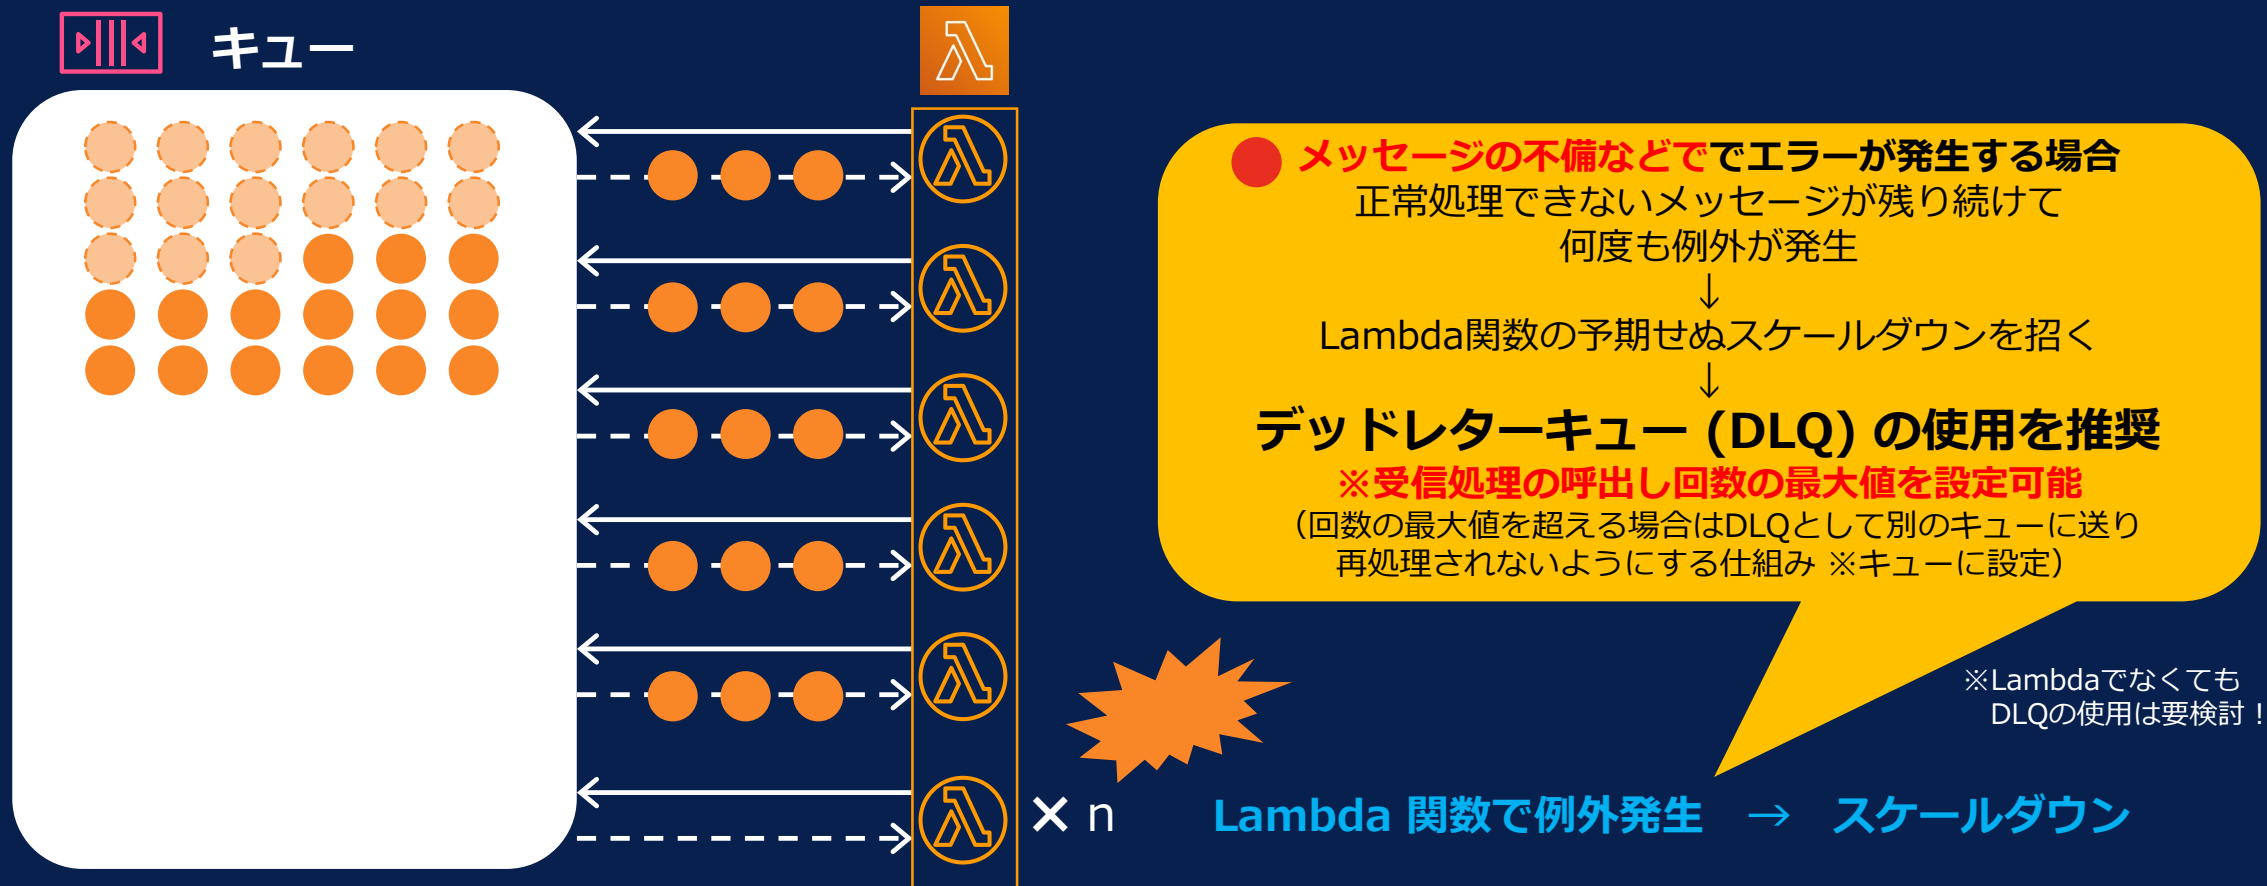 キュー
メッセージの不備などででエラーが発生する場合
正常処理できないメッセージが残り続けて
何度も例外が発生
↓
Lambda関数の予期せぬスケールダウンを招く
↓
デッドレターキュー (DLQ) の使用を推奨
※受信処理の呼出し回数の最大値を設定可能
（回数の最大値を超える場合はDLQとして別のキューに送り
再処理されないようにする仕組み ※キューに設定）
※Lambdaでなくても
DLQの使用は要検討！
× n
Lambda 関数で例外発生 → スケールダウン